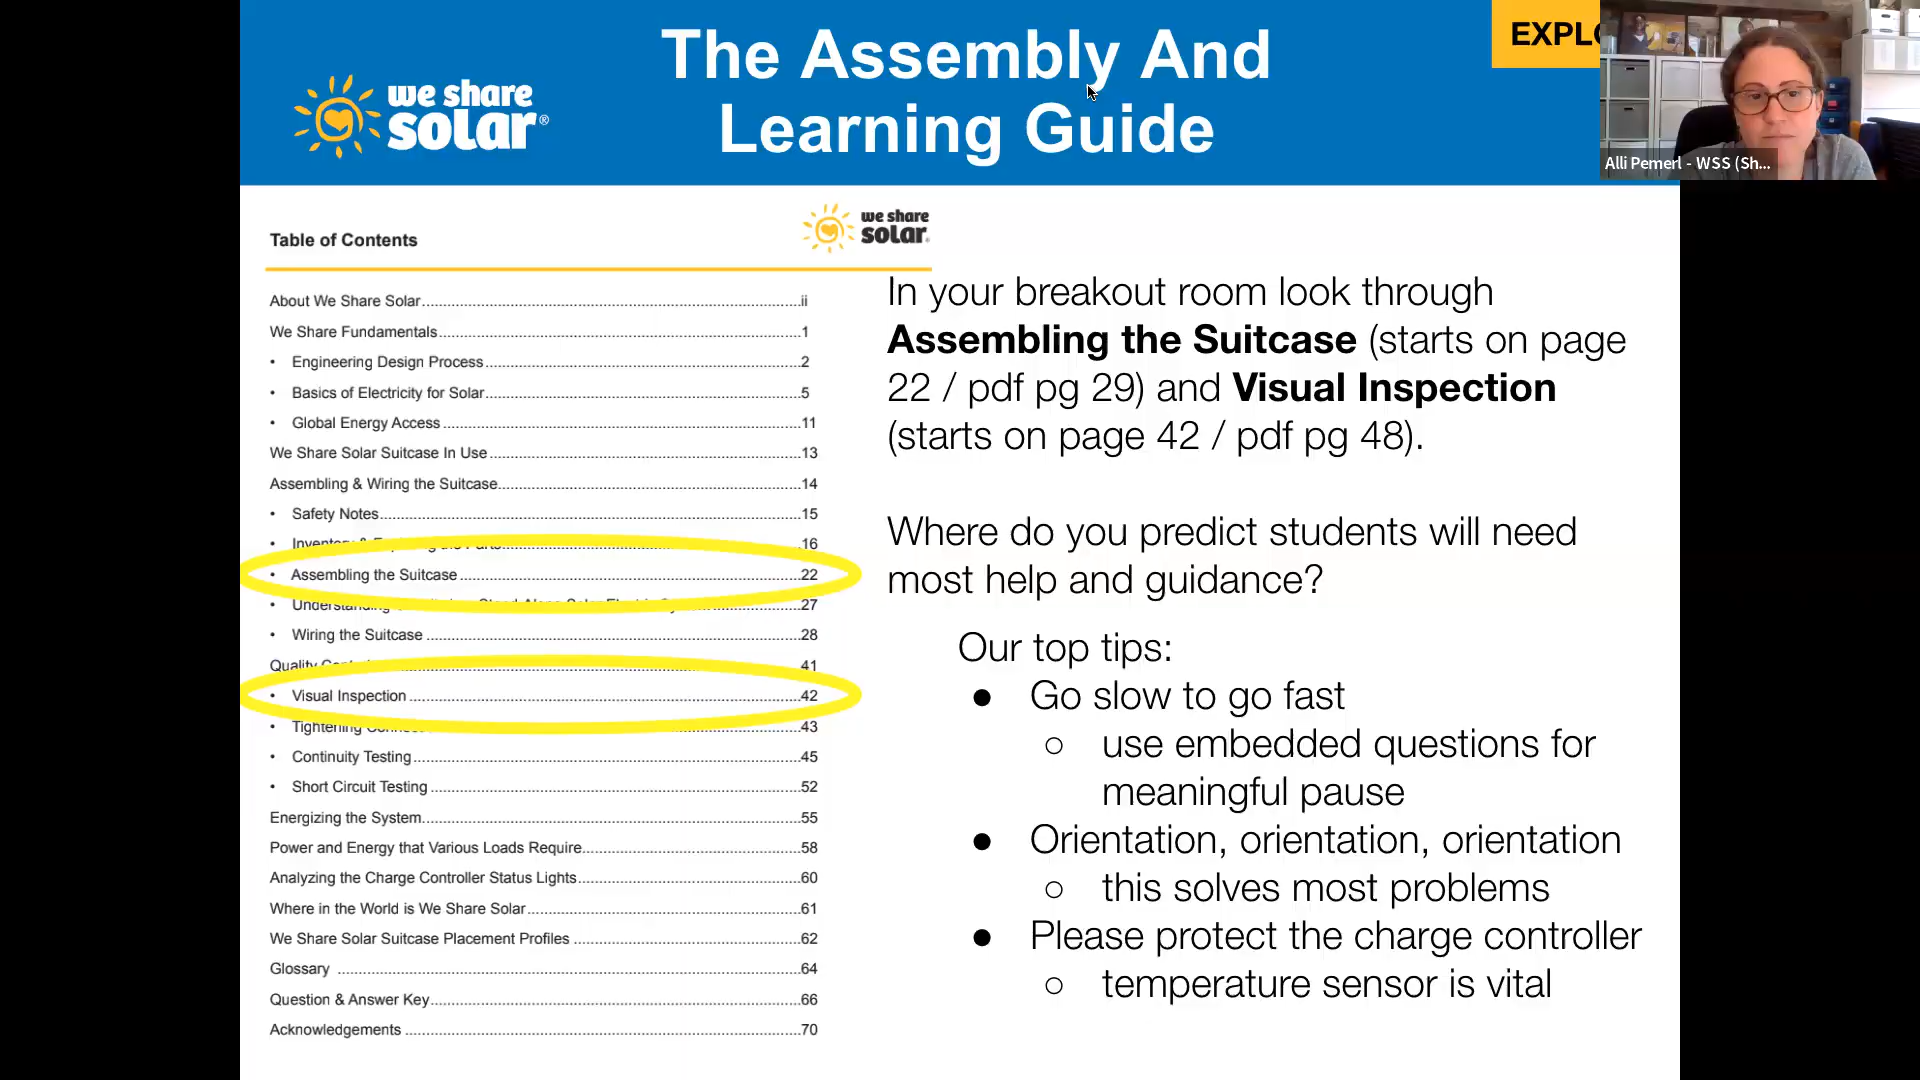 The Assembly And
Learning Guide
we share
solar®
EXPL
Alli Pemerl - WSS (Sh...
we share
solar
Table of Contents
About We Share Solar ii
We Share Fundamentals 1
• Engineering Design Process 2
• Basics of Electricity for Solar 5
• Global Energy Access 11
We Share Solar Suitcase In Use 13
Assembling & Wiring the Suitcase 14
• Safety Notes 15
• Inventory & Exploring the Parts 16
• Assembling the Suitcase 22
• Understanding 27
• Wiring the Suitcase 28
Quality 41
• Visual Inspection 42
• Tightening 43
• Continuity Testing 45
• Short Circuit Testing 52
Energizing the System 55
Power and Energy that Various Loads Require 58
Analyzing the Charge Controller Status Lights 60
Where in the World is We Share Solar 61
We Share Solar Suitcase Placement Profiles 62
Glossary 64
Question & Answer Key 66
Acknowledgements 70
In your breakout room look through
Assembling the Suitcase (starts on page
22 / pdf pg 29) and Visual Inspection
(starts on page 42 / pdf pg 48).
Where do you predict students will need
most help and guidance?
Our top tips:
● Go slow to go fast
○ use embedded questions for
meaningful pause
● Orientation, orientation, orientation
○ this solves most problems
● Please protect the charge controller
○ temperature sensor is vital